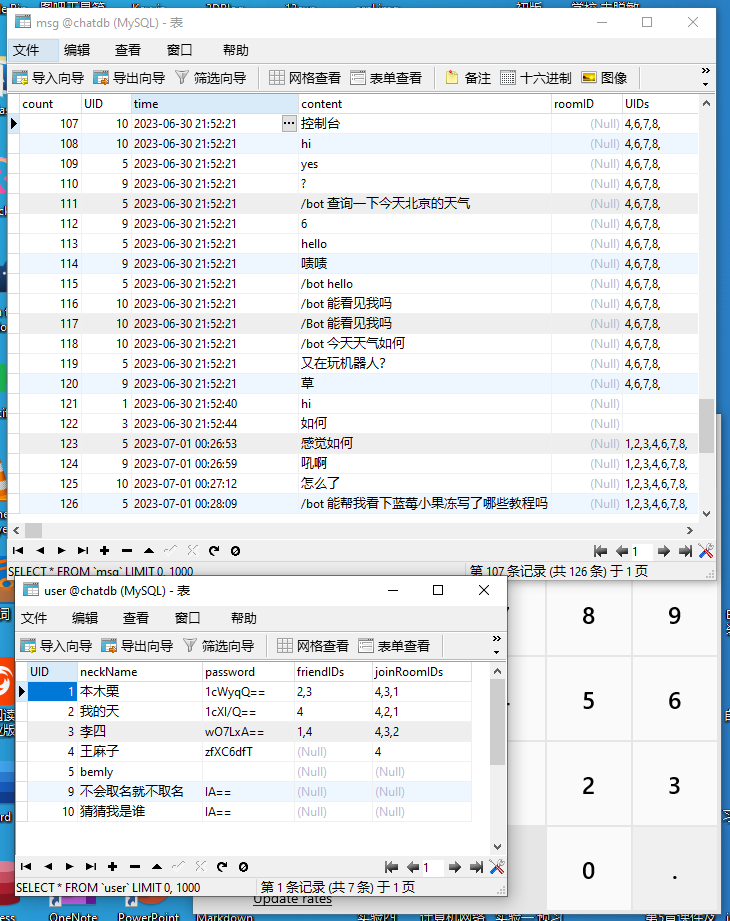 msg @chatdb (MySQL) - 表
文件 编辑 查看 窗口 帮助
导入向导 导出向导 筛选向导 网格查看 表单查看 备注 十六进制 图像
count UID time content roomID UIDs
107 10 2023-06-30 21:52:21 控制台 (Null) 4,6,7,8,
108 10 2023-06-30 21:52:21 hi (Null) 4,6,7,8,
109 5 2023-06-30 21:52:21 yes (Null) 4,6,7,8,
110 9 2023-06-30 21:52:21 ? (Null) 4,6,7,8,
111 5 2023-06-30 21:52:21 /bot 查询一下今天北京的天气 (Null) 4,6,7,8,
112 9 2023-06-30 21:52:21 6 (Null) 4,6,7,8,
113 5 2023-06-30 21:52:21 hello (Null) 4,6,7,8,
114 9 2023-06-30 21:52:21 啧啧 (Null) 4,6,7,8,
115 5 2023-06-30 21:52:21 /bot hello (Null) 4,6,7,8,
116 10 2023-06-30 21:52:21 /bot 能看见我吗 (Null) 4,6,7,8,
117 10 2023-06-30 21:52:21 /Bot 能看见我吗 (Null) 4,6,7,8,
118 10 2023-06-30 21:52:21 /bot 今天天气如何 (Null) 4,6,7,8,
119 5 2023-06-30 21:52:21 又在玩机器人？ (Null) 4,6,7,8,
120 9 2023-06-30 21:52:21 草 (Null) 4,6,7,8,
121 1 2023-06-30 21:52:40 hi (Null)
122 3 2023-06-30 21:52:44 如何 (Null)
123 5 2023-07-01 00:26:53 感觉如何 (Null) 1,2,3,4,6,7,8,
124 9 2023-07-01 00:26:59 吼啊 (Null) 1,2,3,4,6,7,8,
125 10 2023-07-01 00:27:12 怎么了 (Null) 1,2,3,4,6,7,8,
126 5 2023-07-01 00:28:09 /bot 能帮我看下蓝莓小果冻写了哪些教程吗 (Null) 1,2,3,4,6,7,8,
1
SELECT * FROM `msg` LIMIT 0, 1000 第 107 条记录 (共 126 条) 于 1 页
user @chatdb (MySQL) - 表
文件 编辑 查看 窗口 帮助
导入向导 导出向导 筛选向导 网格查看 表单查看
UID neckName password friendIDs joinRoomIDs
1 本木栗 1cWyqQ== 2,3 4,3,1
2 我的天 1cXI/Q== 4 4,2,1
3 李四 wO7LxA== 1,4 4,3,2
4 王麻子 zfXC6dfT (Null) 4
5 bemly (Null) (Null)
9 不会取名就不取名 IA== (Null) (Null)
10 猜猜我是谁 IA== (Null) (Null)
1
SELECT * FROM `user` LIMIT 0, 1000 第 1 条记录 (共 7 条) 于 1 页
8 9
5 6
2 3
0 .
Update rates
OneNote PowerPoint Markdown